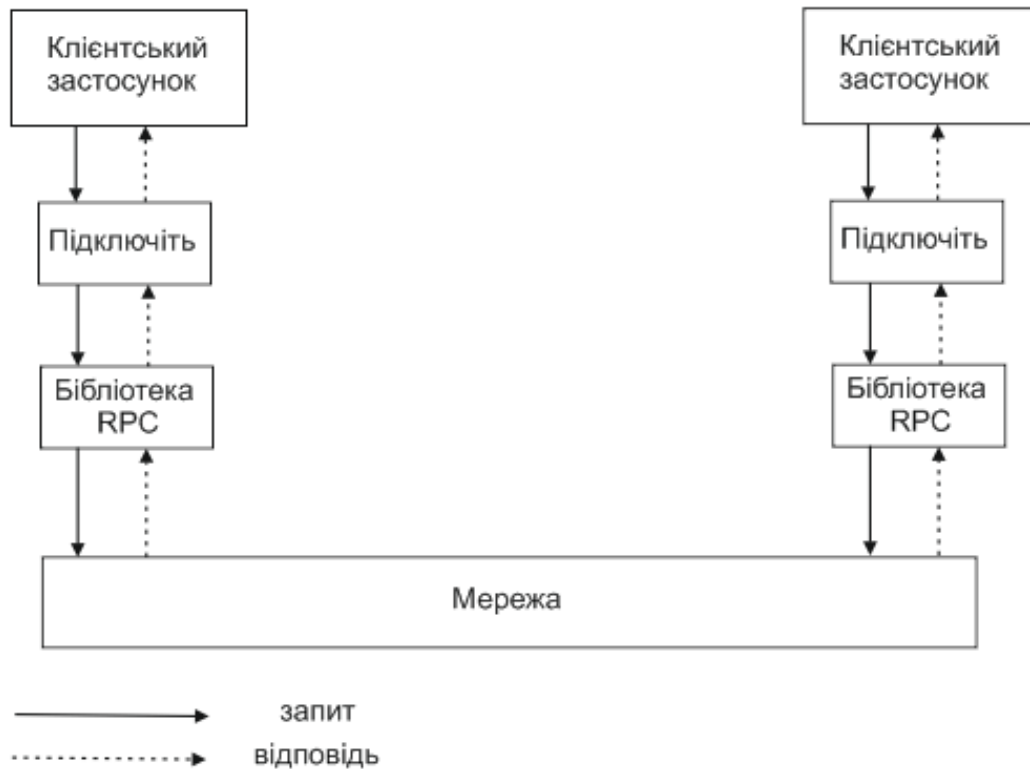 Клієнтський
застосунок
Клієнтський
застосунок
Підключіть
Підключіть
Бібліотека
RPC
Бібліотека
RPC
Мережа
запит
відповідь